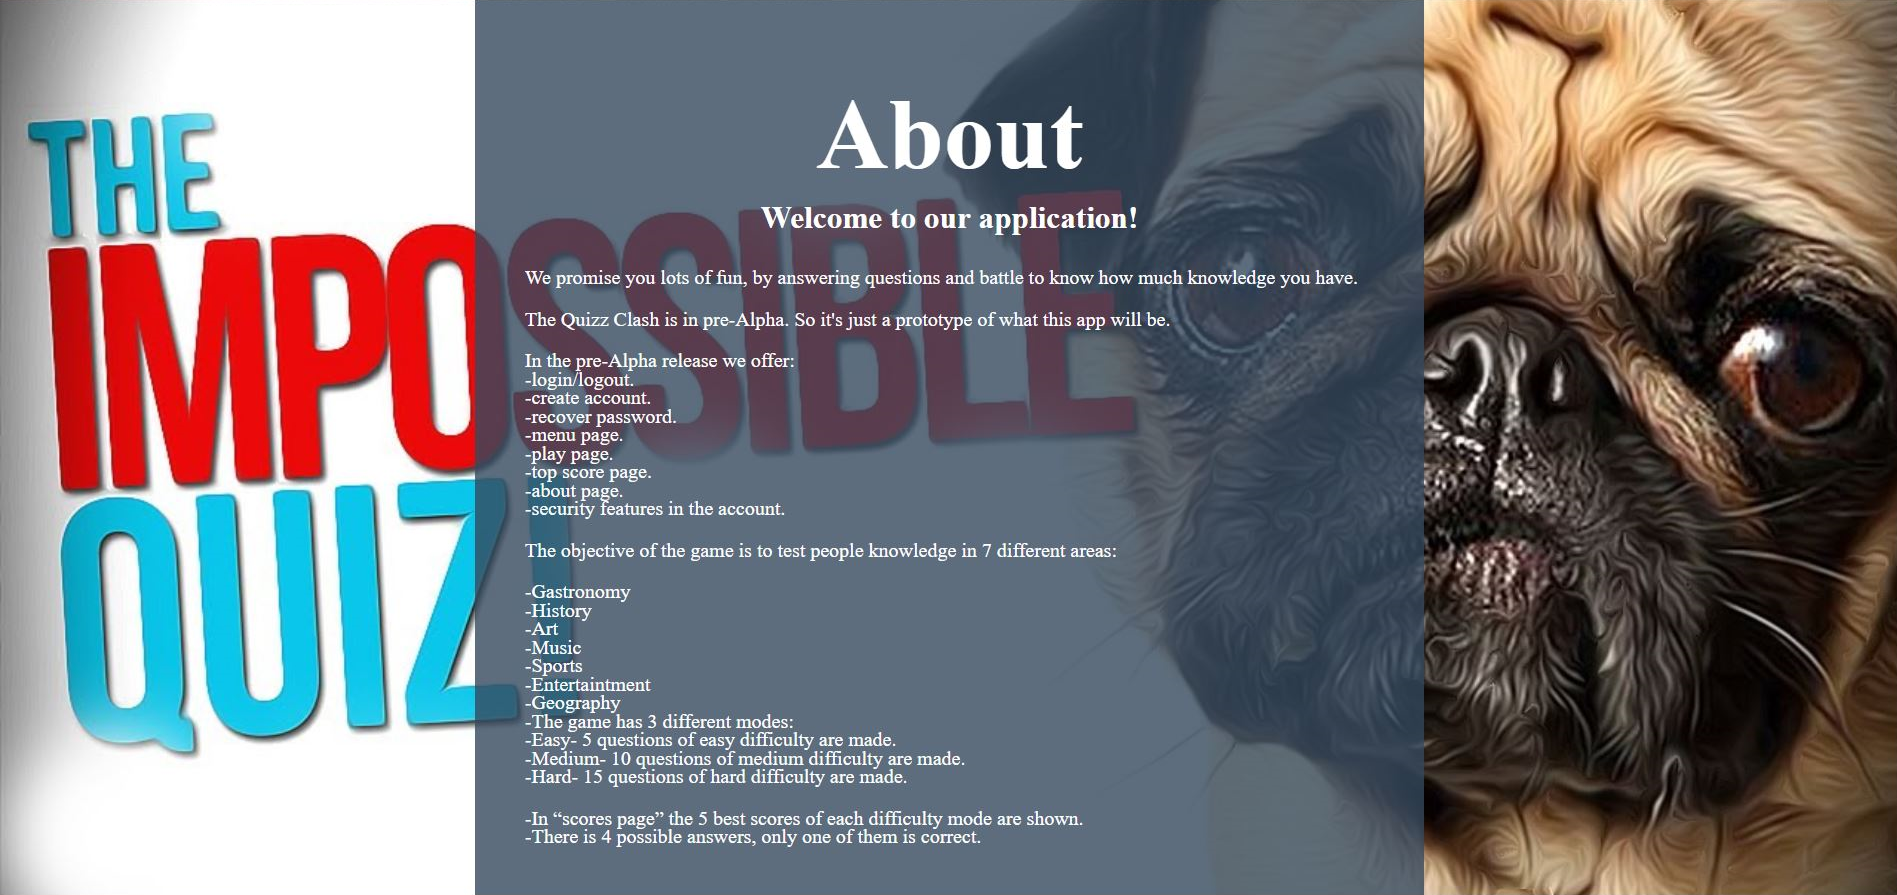 THE
IMPOSSIBLE
QUIZ!
About
Welcome to our application!
We promise you lots of fun, by answering questions and battle to know how much knowledge you have.
The Quizz Clash is in pre-Alpha. So it's just a prototype of what this app will be.
In the pre-Alpha release we offer:
-login/logout.
-create account.
-recover password.
-menu page.
-play page.
-top score page.
-about page.
-security features in the account.
The objective of the game is to test people knowledge in 7 different areas:
-Gastronomy
-History
-Art
-Music
-Sports
-Entertaintment
-Geography
-The game has 3 different modes:
-Easy- 5 questions of easy difficulty are made.
-Medium- 10 questions of medium difficulty are made.
-Hard- 15 questions of hard difficulty are made.
-In “scores page” the 5 best scores of each difficulty mode are shown.
-There is 4 possible answers, only one of them is correct.